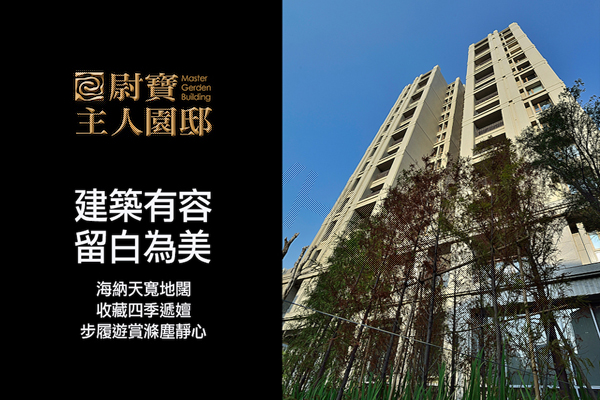 尉寶
Master
Garden
Building
主人園邸
建築有容
留白為美
海納天寬地闊
收藏四季遞嬗
步履遊賞滌塵靜心